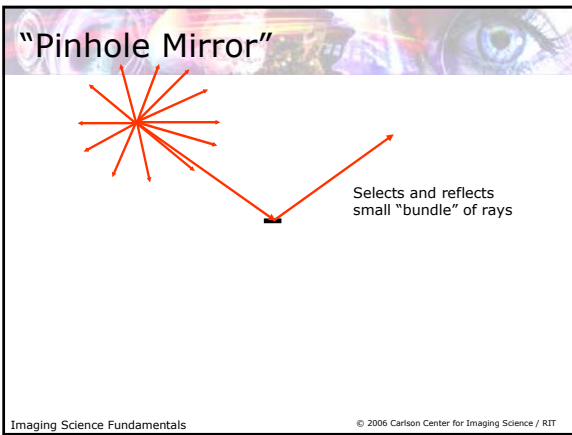 “Pinhole Mirror”
Selects and reflects
small “bundle” of rays
Imaging Science Fundamentals
© 2006 Carlson Center for Imaging Science / RIT